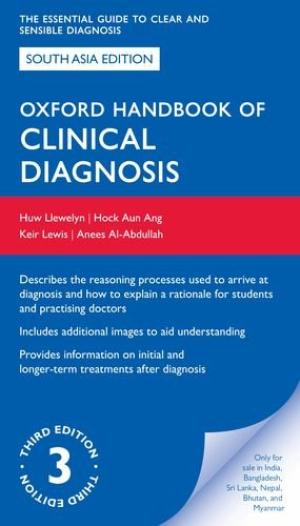 THE ESSENTIAL GUIDE TO CLEAR AND
SENSIBLE DIAGNOSIS
SOUTH ASIA EDITION
OXFORD HANDBOOK OF
CLINICAL
DIAGNOSIS
Huw Llewelyn | Hock Aun Ang
Keir Lewis | Anees Al-Abdullah
Describes the reasoning processes used to arrive at
diagnosis and how to explain a rationale for students
and practising doctors
Includes additional images to aid understanding
Provides information on initial and
longer-term treatments after diagnosis
THIRD EDITION
3
THIRD EDITION
Only for
sale in India,
Bangladesh,
Sri Lanka, Nepal,
Bhutan, and
Myanmar